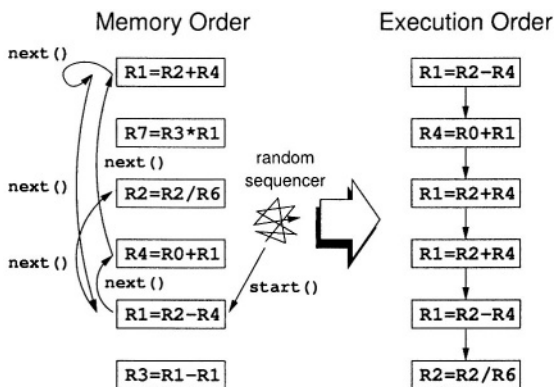 Memory Order
Execution Order
next()
R1=R2+R4
R7=R3*R1
next()
next()
R2=R2/R6
R4=R0+R1
next()
next()
R1=R2-R4
R3=R1-R1
random
sequencer
start()
R1=R2-R4
R4=R0+R1
R1=R2+R4
R1=R2+R4
R1=R2-R4
R2=R2/R6